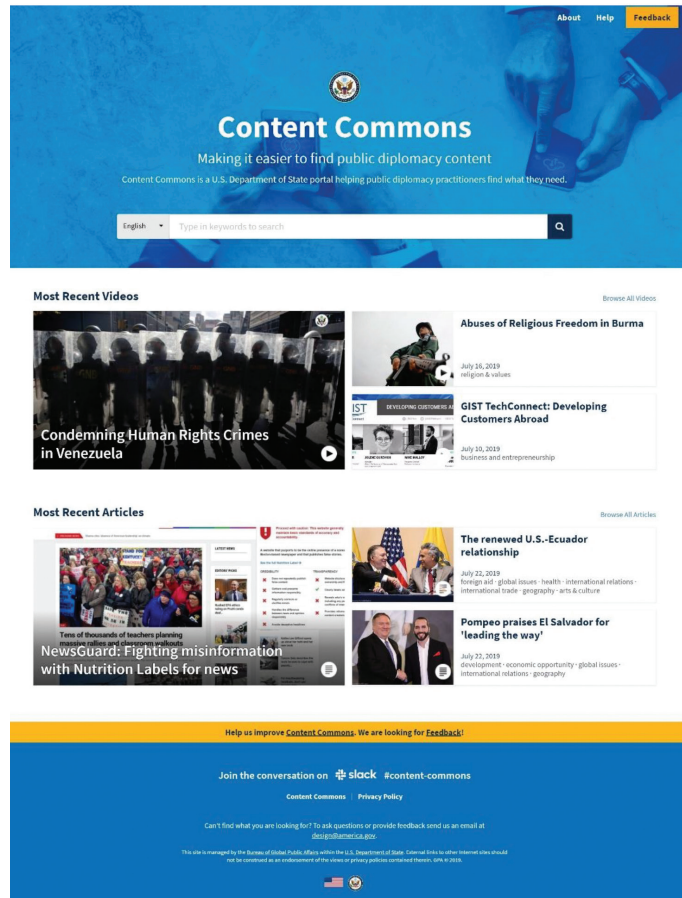 About Help Feedback
Content Commons
Making it easier to find public diplomacy content
Content Commons is a U.S. Department of State portal helping public diplomacy practitioners find what they need.
English Type in keywords to search
Most Recent Videos
Browse All Videos
Condemning Human Rights Crimes
in Venezuela
Abuses of Religious Freedom in Burma
July 16, 2019
religion & values
DEVELOPING CUSTOMERS
GIST TechConnect: Developing
Customers Abroad
July 10, 2019
business and entrepreneurship
Most Recent Articles
Browse All Articles
LATEST NEWS
Tens of thousands of teachers planning
massive rallies and classroom walkouts
NewsGuard: Fighting misinformation
with Nutrition Labels for news
The renewed U.S.-Ecuador
relationship
July 22, 2019
foreign aid · global issues · health · international relations ·
international trade · geography · arts & culture
Pompeo praises El Salvador for
'leading the way'
July 22, 2019
development · economic opportunity · global issues ·
international relations · geography
Help us improve Content Commons. We are looking for Feedback!
Join the conversation on slack #content-commons
Content Commons | Privacy Policy
Can't find what you are looking for? To ask questions or provide feedback send us an email at
design@america.gov.
This site is managed by the Bureau of Global Public Affairs within the U.S. Department of State. External links to other Internet sites should
not be construed as an endorsement of the views or privacy policies contained therein. GPA © 2019.